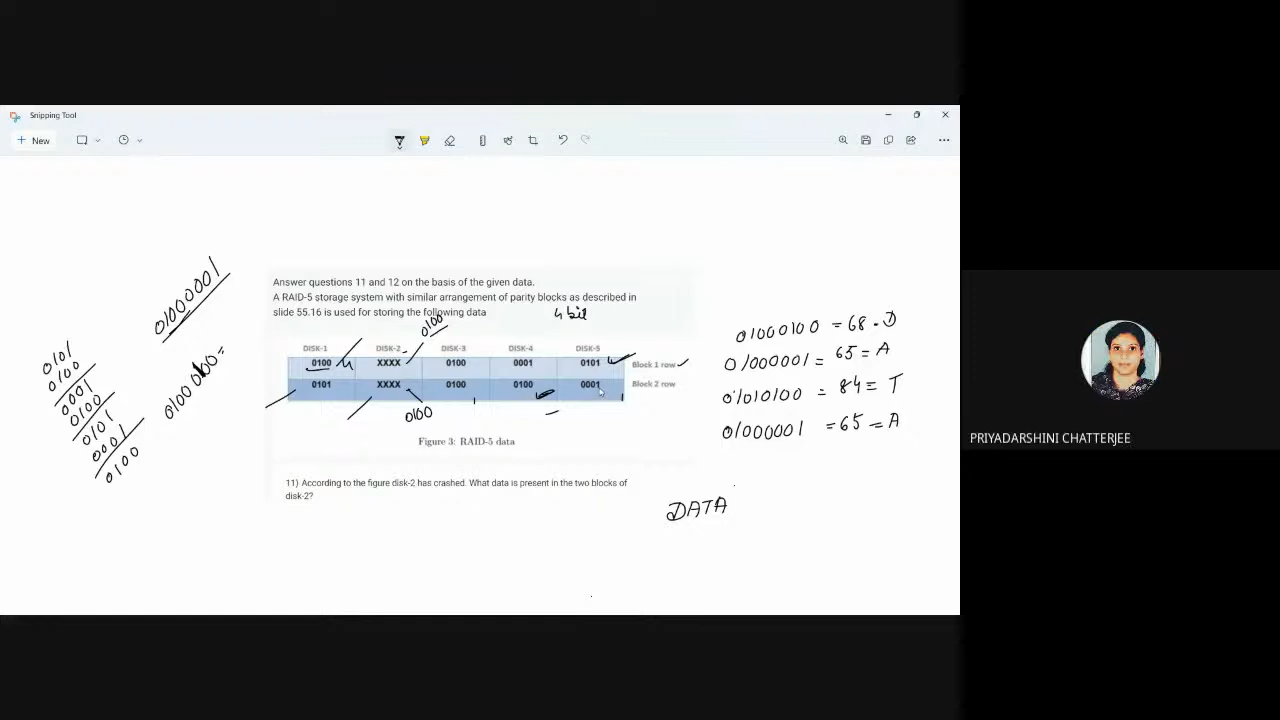 Snipping Tool
New
Answer questions 11 and 12 on the basis of the given data.
A RAID-5 storage system with similar arrangement of parity blocks as described in
slide 55.16 is used for storing the following data
4 bit
0100
DISK-1 DISK-2 DISK-3 DISK-4 DISK-5
0100 XXXX 0100 0001 0101 Block 1 row
0101 XXXX 0100 0100 0001 Block 2 row
0100
Figure 3: RAID-5 data
11) According to the figure disk-2 has crashed. What data is present in the two blocks of
disk-2?
01000001
0101
0100
0001
0100
0101
0001
0100
01000100 = 68 - D
01000001 = 65 = A
01010100 = 84 = T
01000001 = 65 = A
DATA
PRIYADARSHINI CHATTERJEE